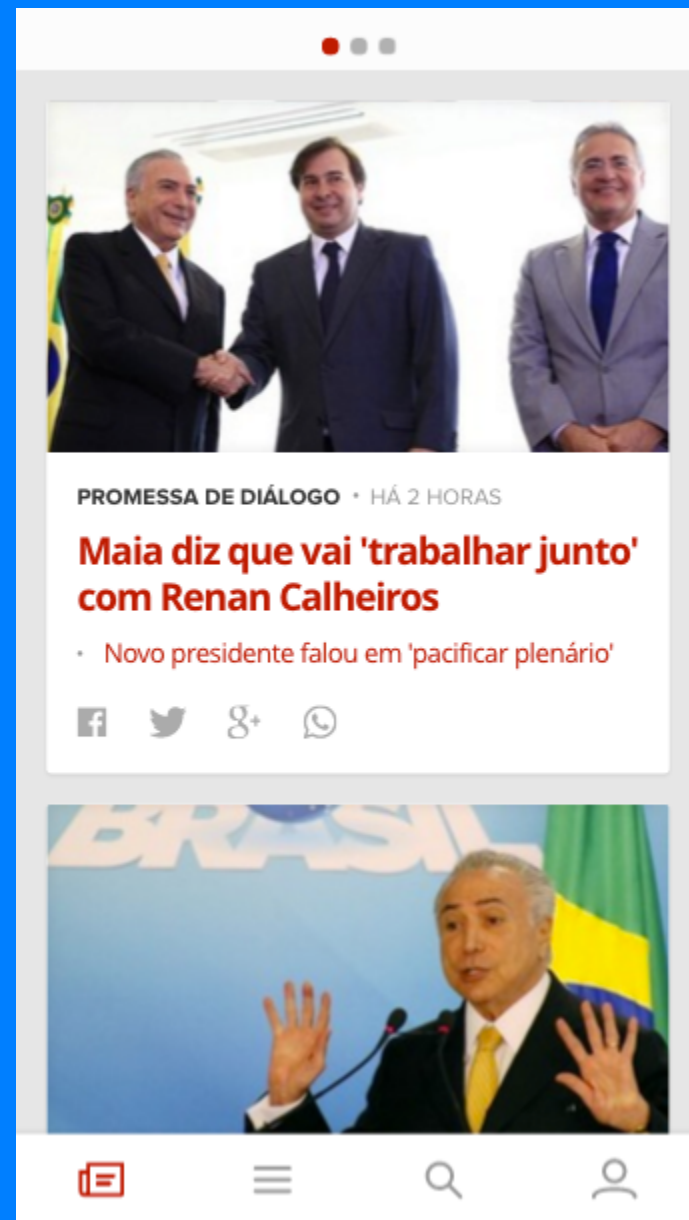 PROMESSA DE DIÁLOGO • HÁ 2 HORAS
Maia diz que vai 'trabalhar junto'
com Renan Calheiros
• Novo presidente falou em 'pacificar plenário'
g+
BRASIL